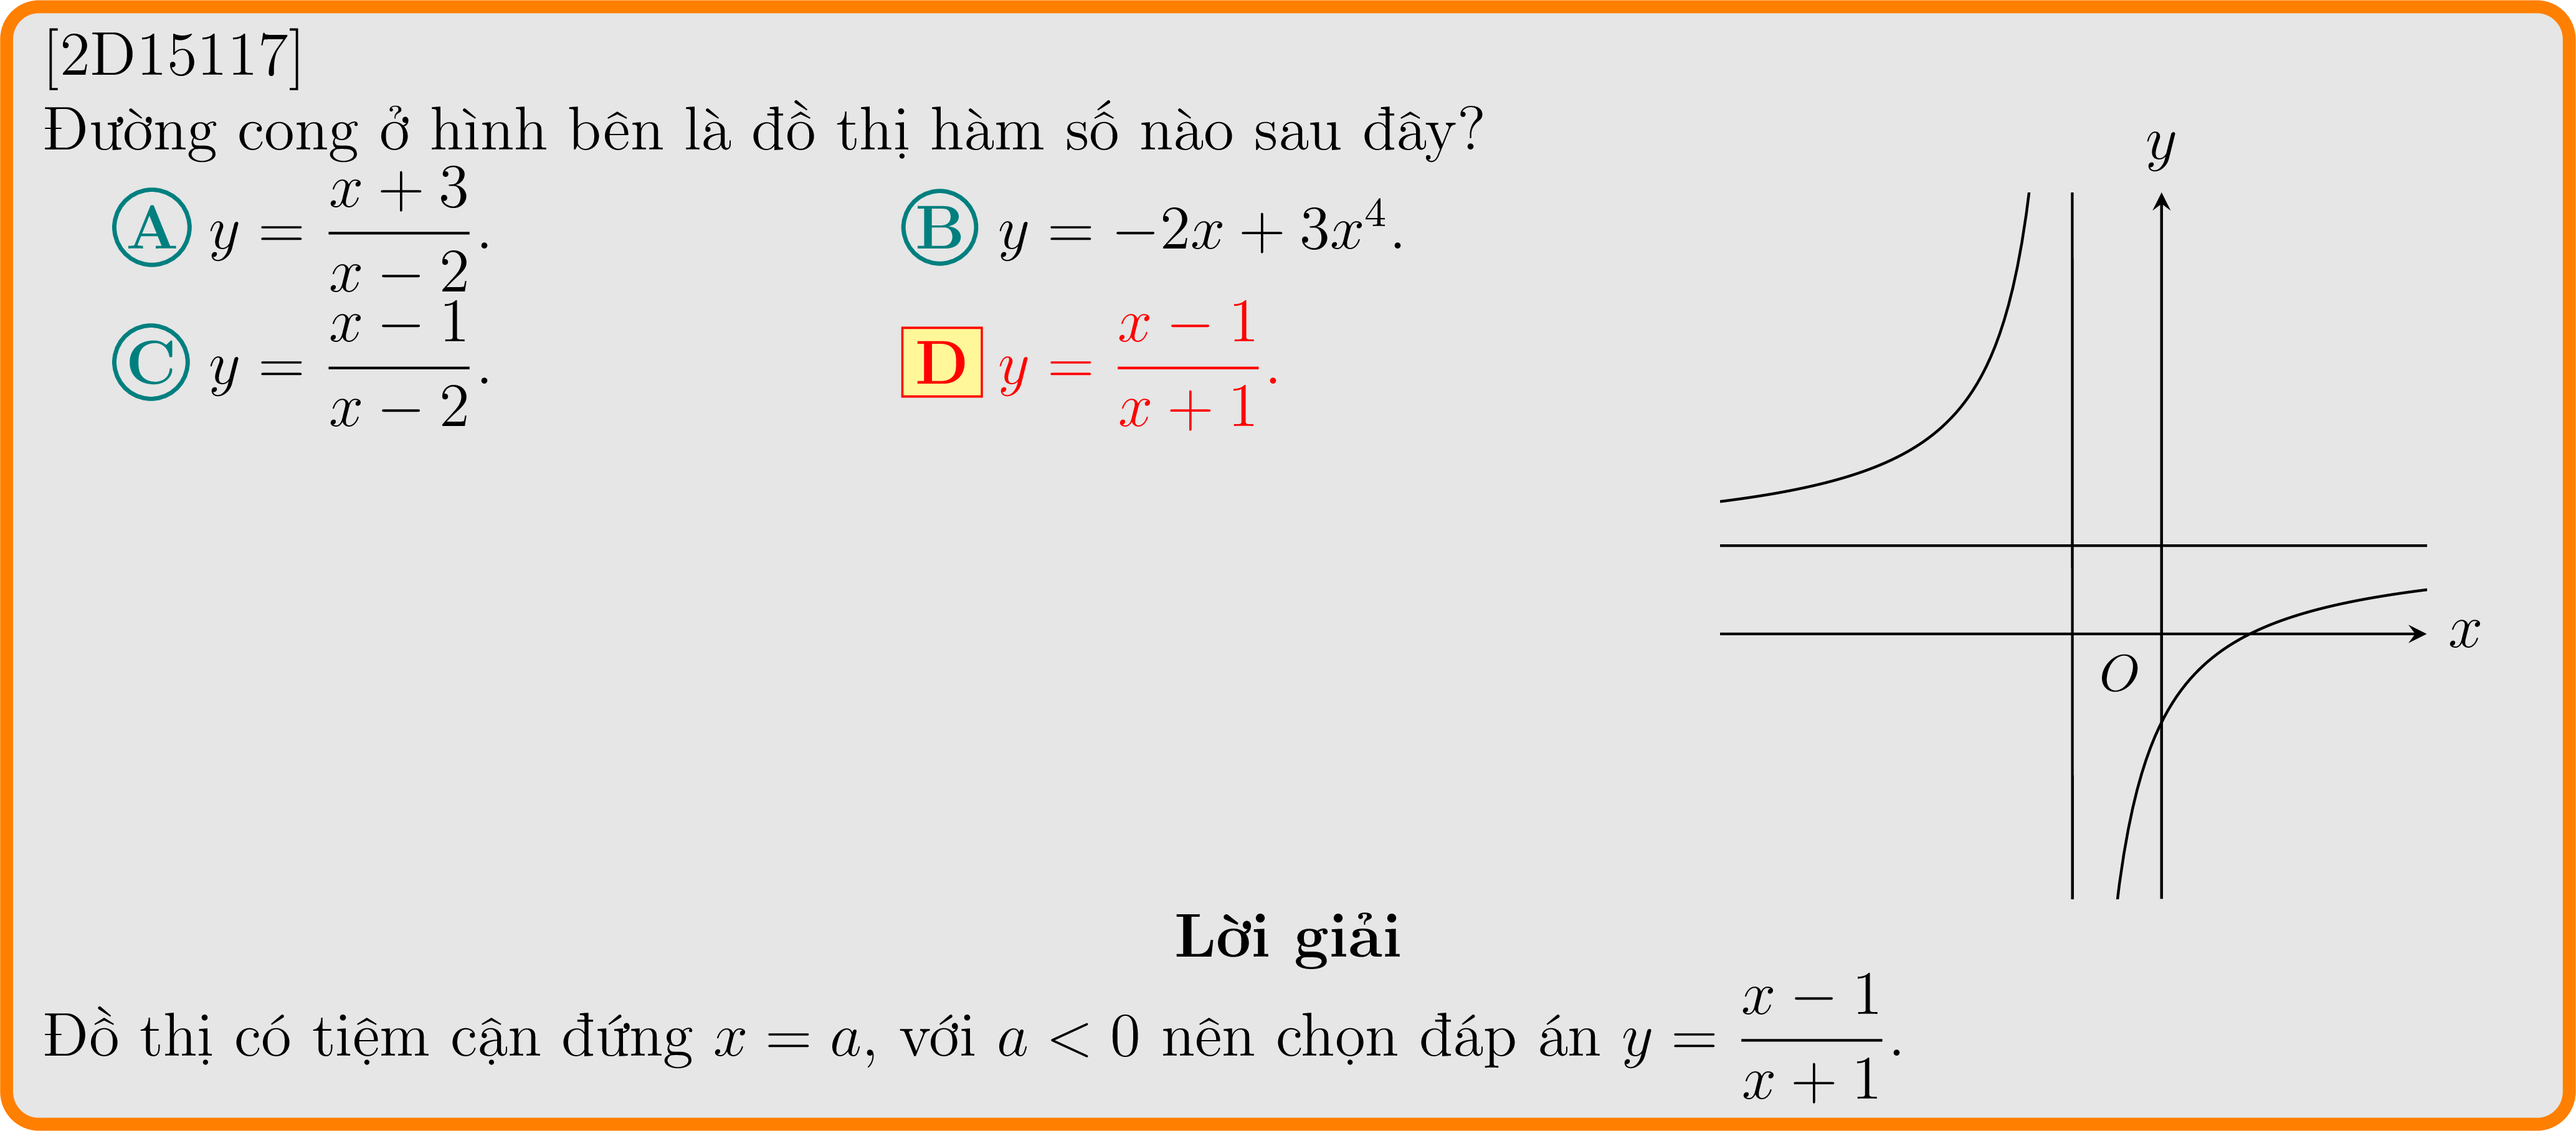 [2D15117]
Đường cong ở hình bên là đồ thị hàm số nào sau đây?
A y = \frac{x + 3}{x − 2}.
B y = −2x + 3x^4.
C y = \frac{x − 1}{x − 2}.
D y = \frac{x − 1}{x + 1}.
y
x
O
Lời giải
Đồ thị có tiệm cận đứng x = a, với a < 0 nên chọn đáp án y = \frac{x − 1}{x + 1}.